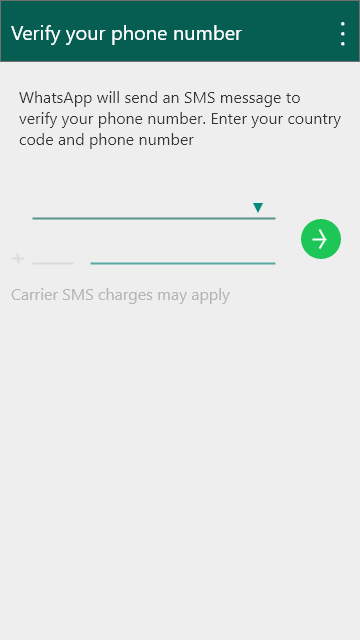 Verify your phone number
WhatsApp will send an SMS message to
verify your phone number. Enter your country
code and phone number
+
Carrier SMS charges may apply